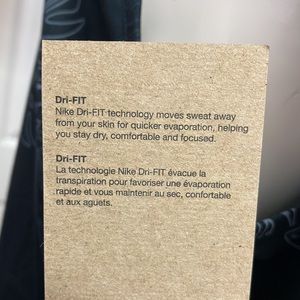 Dri-FIT
Nike Dri-FIT technology moves sweat away
from your skin for quicker evaporation, helping
you stay dry, comfortable and focused.
Dri-FIT
La technologie Nike Dri-FIT évacue la
transpiration pour favoriser une évaporation
rapide et vous maintenir au sec, confortable
et aux aguets.